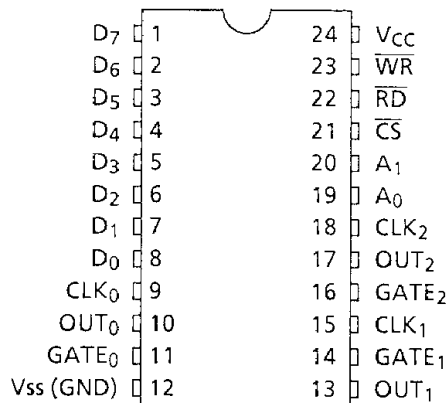 D7 1 24 VCC
D6 2 23 WR
D5 3 22 RD
D4 4 21 CS
D3 5 20 A1
D2 6 19 A0
D1 7 18 CLK2
D0 8 17 OUT2
CLK0 9 16 GATE2
OUT0 10 15 CLK1
GATE0 11 14 GATE1
Vss (GND) 12 13 OUT1